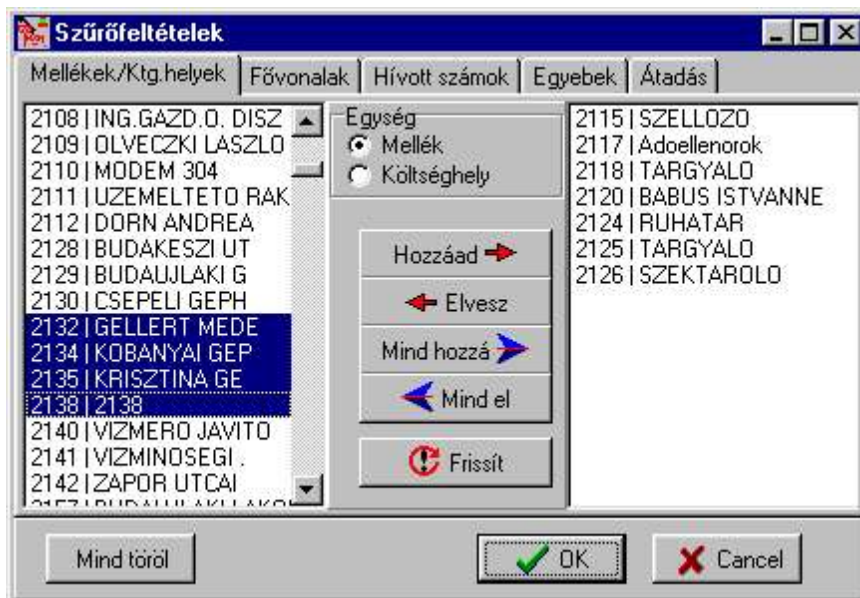 Szűrőfeltételek
Mellékek/Ktg.helyek
Fővonalak
Hívott számok
Egyebek
Átadás
2108 | ING.GAZD.O. DISZ
2109 | OLVECZKI LASZLO
2110 | MODEM 304
2111 | UZEMELTETO RAK
2112 | DORN ANDREA
2128 | BUDAKESZI UT
2129 | BUDAUJLAKI G
2130 | CSEPELI GEPH
2132 | GELLERT MEDE
2134 | KOBANYAI GEP
2135 | KRISZTINA GE
2138 | 2138
2140 | VIZMERO JAVITO
2141 | VIZMINOSEGI .
2142 | ZAPOR UTCAI
Egység
Mellék
Költséghely
Hozzáad
Elvesz
Mind hozzá
Mind el
Frissít
2115 | SZELLOZO
2117 | Adoellenorok
2118 | TARGYALO
2120 | BABUS ISTVANNE
2124 | RUHATAR
2125 | TARGYALO
2126 | SZEKTAROLO
Mind töröl
OK
Cancel